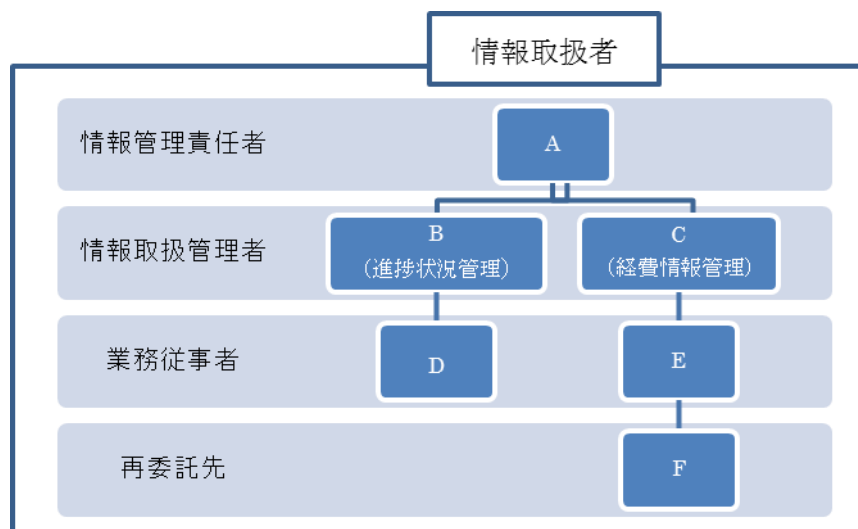 情報取扱者
情報管理責任者
A
情報取扱管理者
B
（進捗状況管理）
C
（経費情報管理）
業務従事者
D
E
再委託先
F